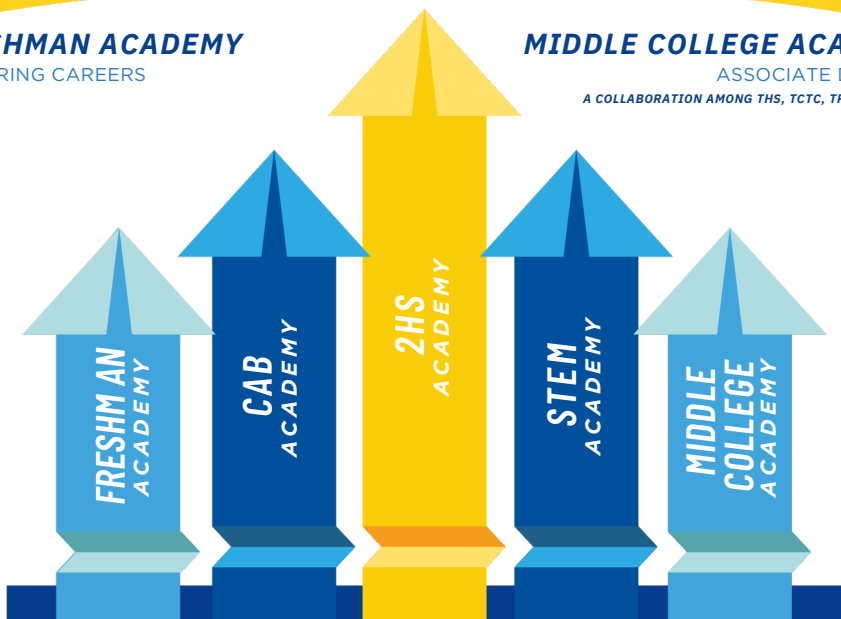 SHMAN ACADEMY
RING CAREERS
MIDDLE COLLEGE ACA
ASSOCIATE
A COLLABORATION AMONG THS, TCTC,
FRESHM AN
ACADEMY
CAB
ACADEMY
2HS
ACADEMY
STEM
ACADEMY
MIDDLE
COLLEGE
ACADEMY